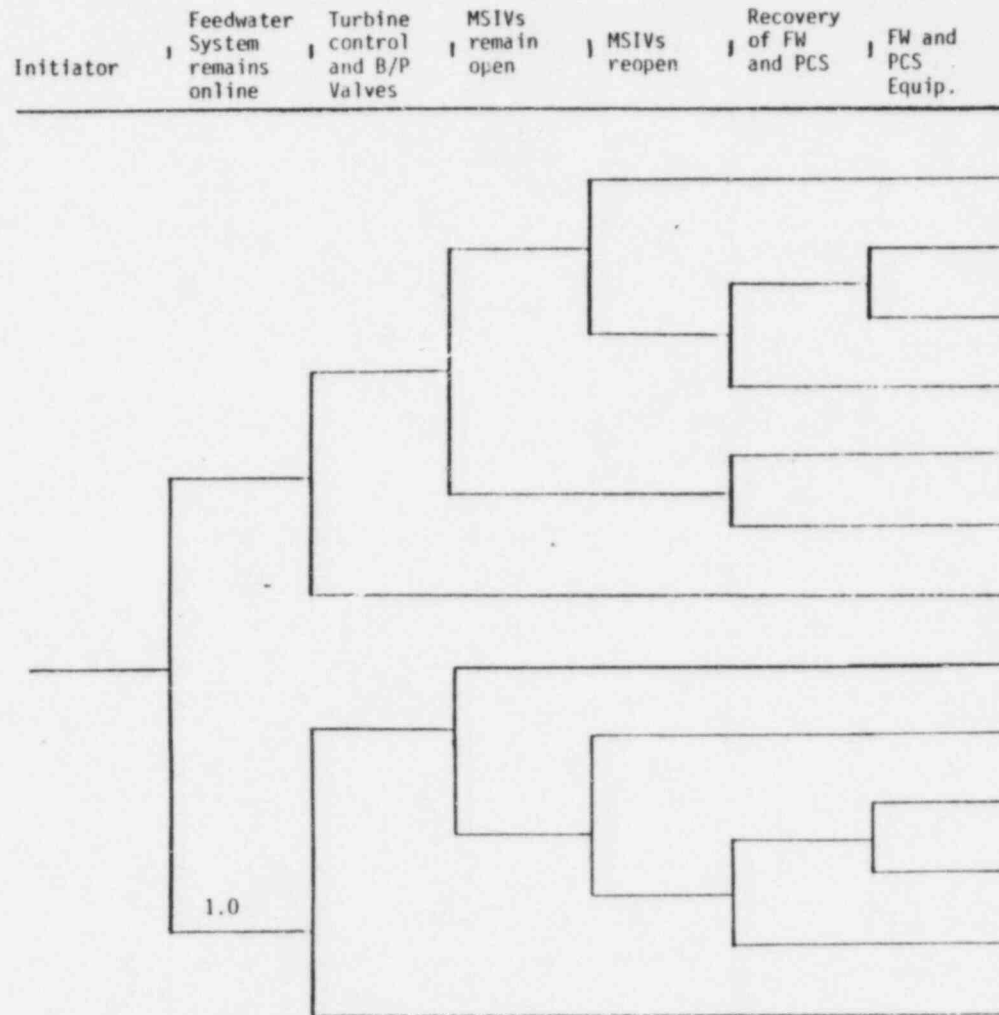 Initiator
Feedwater
System
remains
online
Turbine
control
and B/P
Valves
MSIVs
remain
open
MSIVs
reopen
Recovery
of FW
and PCS
FW and
PCS
Equip.
1.0